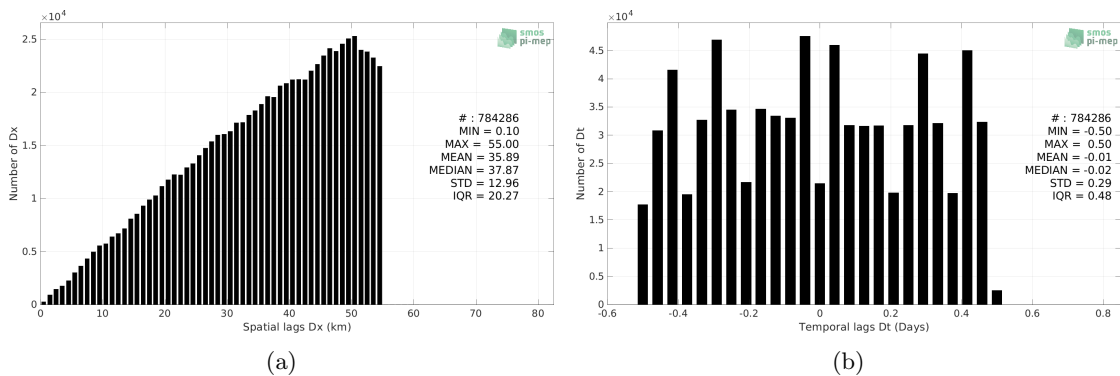 ×10⁴
2.5
2
1.5
1
0.5
0
0 10 20 30 40 50 60 70 80
Number of Dx
Spatial lags Dx (km)
smos
pi-mep
# : 784286
MIN = 0.10
MAX = 55.00
MEAN = 35.89
MEDIAN = 37.87
STD = 12.96
IQR = 20.27
(a)
×10⁴
4.5
4
3.5
3
2.5
2
1.5
1
0.5
0
-0.6 -0.4 -0.2 0 0.2 0.4 0.6 0.8
Number of Dt
Temporal lags Dt (Days)
smos
pi-mep
# : 784286
MIN = -0.50
MAX = 0.50
MEAN = -0.01
MEDIAN = -0.02
STD = 0.29
IQR = 0.48
(b)